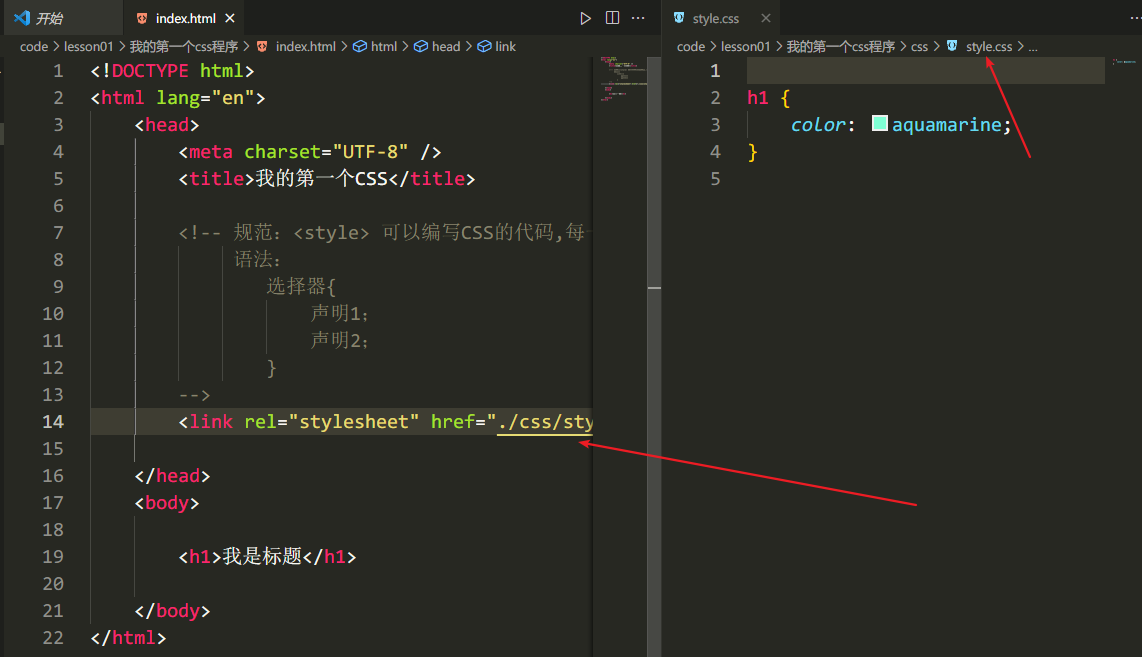 开始
index.html
code > lesson01 > 我的第一个css程序 > index.html > html > head > link
1 <!DOCTYPE html>
2 <html lang="en">
3 <head>
4 <meta charset="UTF-8" />
5 <title>我的第一个CSS</title>
6
7 <!-- 规范: <style> 可以编写CSS的代码,每一
8 语法:
9 选择器{
10 声明1;
11 声明2;
12 }
13 -->
14 <link rel="stylesheet" href="./css/sty
15
16 </head>
17 <body>
18
19 <h1>我是标题</h1>
20
21 </body>
22 </html>
style.css
code > lesson01 > 我的第一个css程序 > css > style.css > ...
1
2 h1 {
3 color: aquamarine;
4 }
5